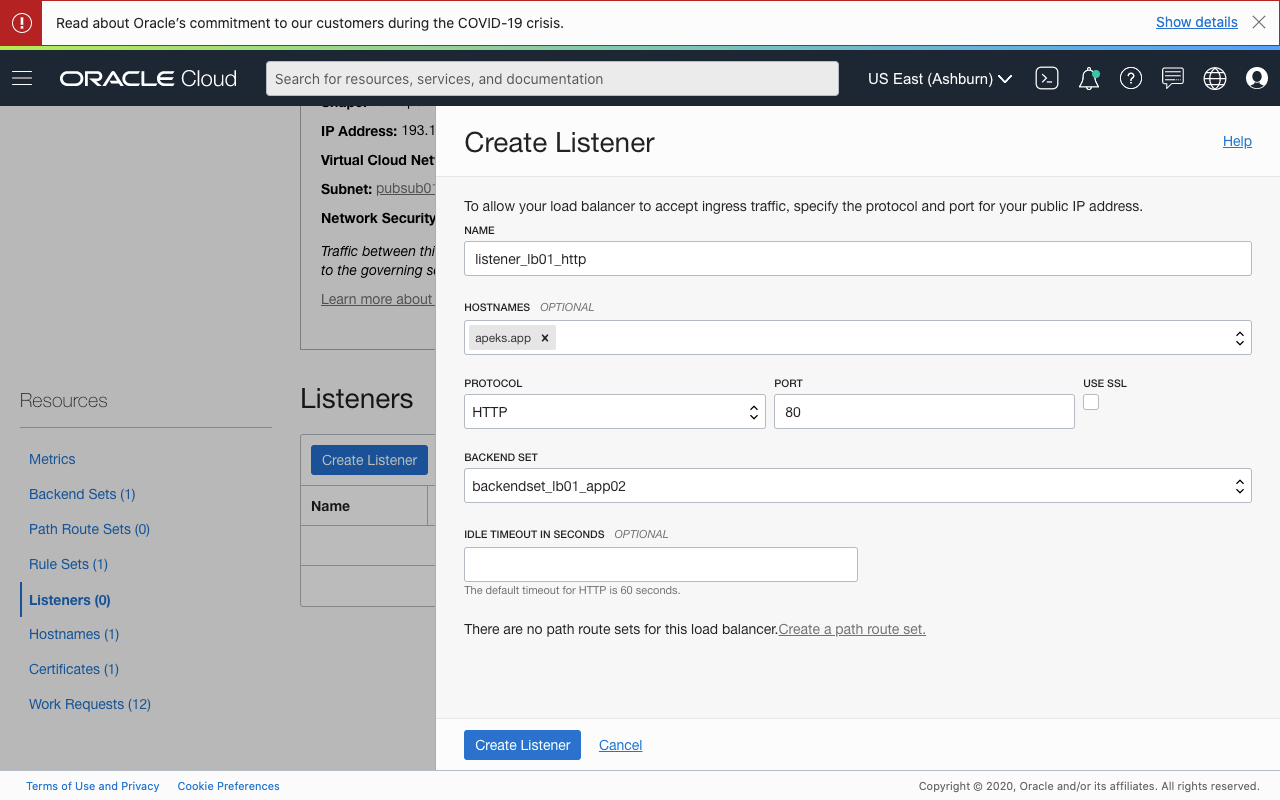 Read about Oracle's commitment to our customers during the COVID-19 crisis.
Show details
ORACLE Cloud
Search for resources, services, and documentation
US East (Ashburn)
IP Address: 193.1
Virtual Cloud Net
Subnet: pubsub01
Network Security
Traffic between thi
to the governing s
Learn more about
Resources
Metrics
Backend Sets (1)
Path Route Sets (0)
Rule Sets (1)
Listeners (0)
Hostnames (1)
Certificates (1)
Work Requests (12)
Listeners
Create Listener
Name
Create Listener
Help
To allow your load balancer to accept ingress traffic, specify the protocol and port for your public IP address.
NAME
listener_lb01_http
HOSTNAMES OPTIONAL
apeks.app ×
PROTOCOL PORT USE SSL
HTTP 80
BACKEND SET
backendset_lb01_app02
IDLE TIMEOUT IN SECONDS OPTIONAL
The default timeout for HTTP is 60 seconds.
There are no path route sets for this load balancer.Create a path route set.
Create Listener Cancel
Terms of Use and Privacy Cookie Preferences
Copyright © 2020, Oracle and/or its affiliates. All rights reserved.